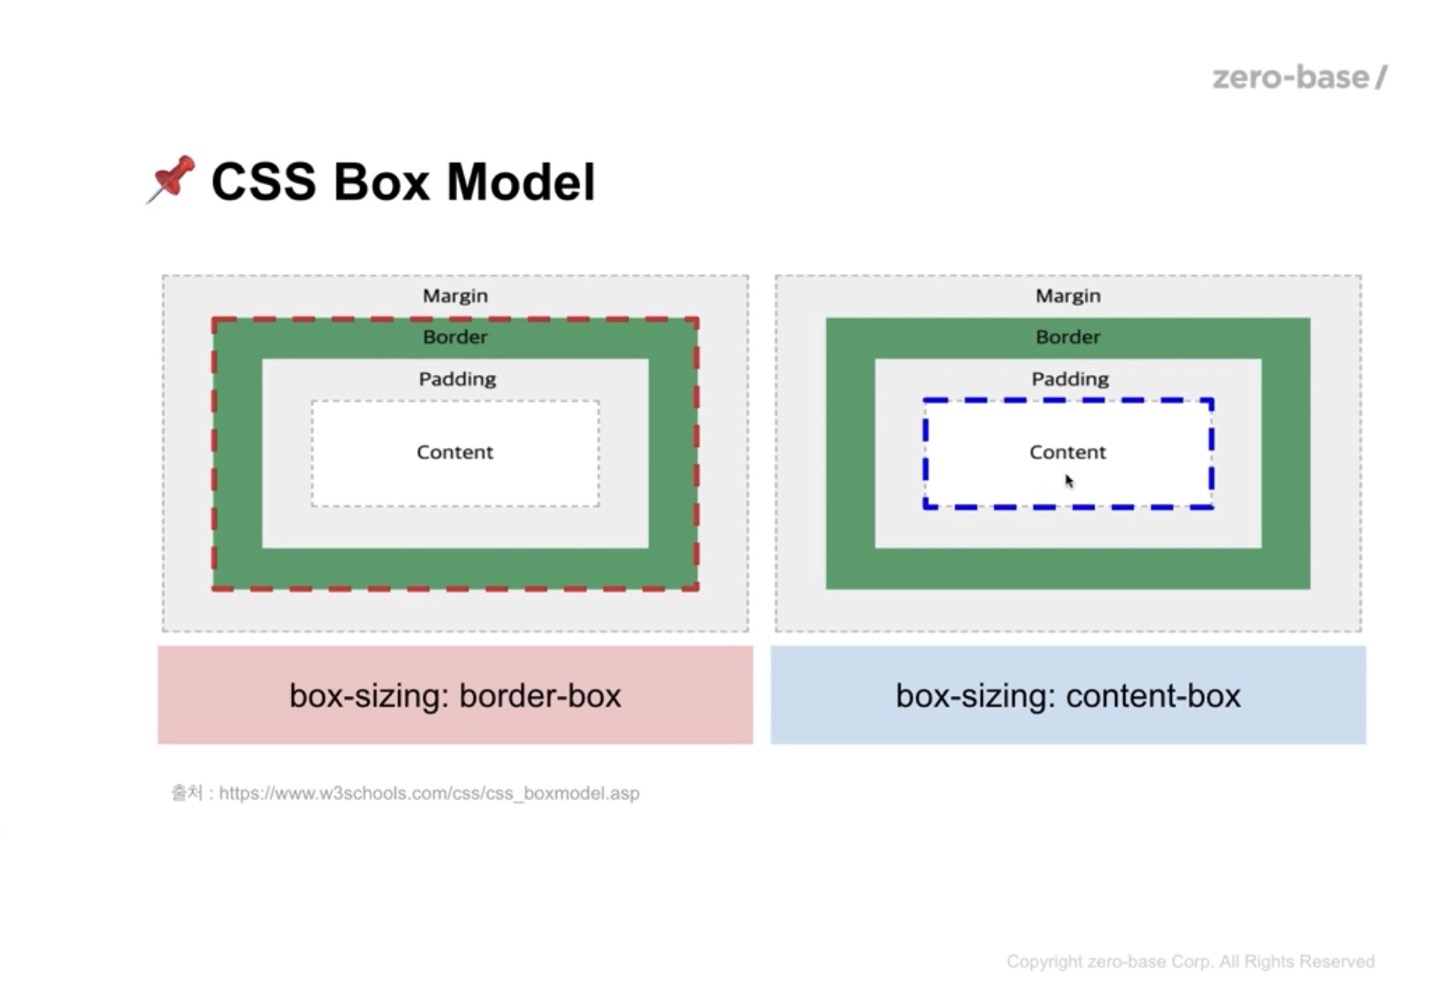 zero-base/
CSS Box Model
Margin
Border
Padding
Content
Margin
Border
Padding
Content
box-sizing: border-box
box-sizing: content-box
출처 : https://www.w3schools.com/css/css_boxmodel.asp
Copyright zero-base Corp. All Rights Reserved